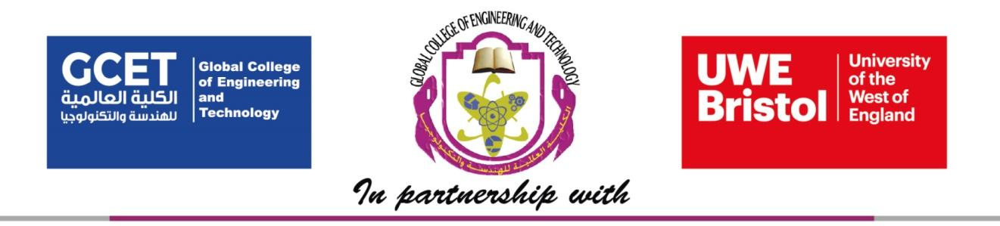 GCET
الكلية العالمية
للهندسة والتكنولوجيا
Global College
of Engineering
and
Technology
GLOBAL COLLEGE OF ENGINEERING AND TECHNOLOGY
الكلية العالمية للهندسة والتكنولوجيا
UWE
Bristol
University
of the
West of
England
In partnership with